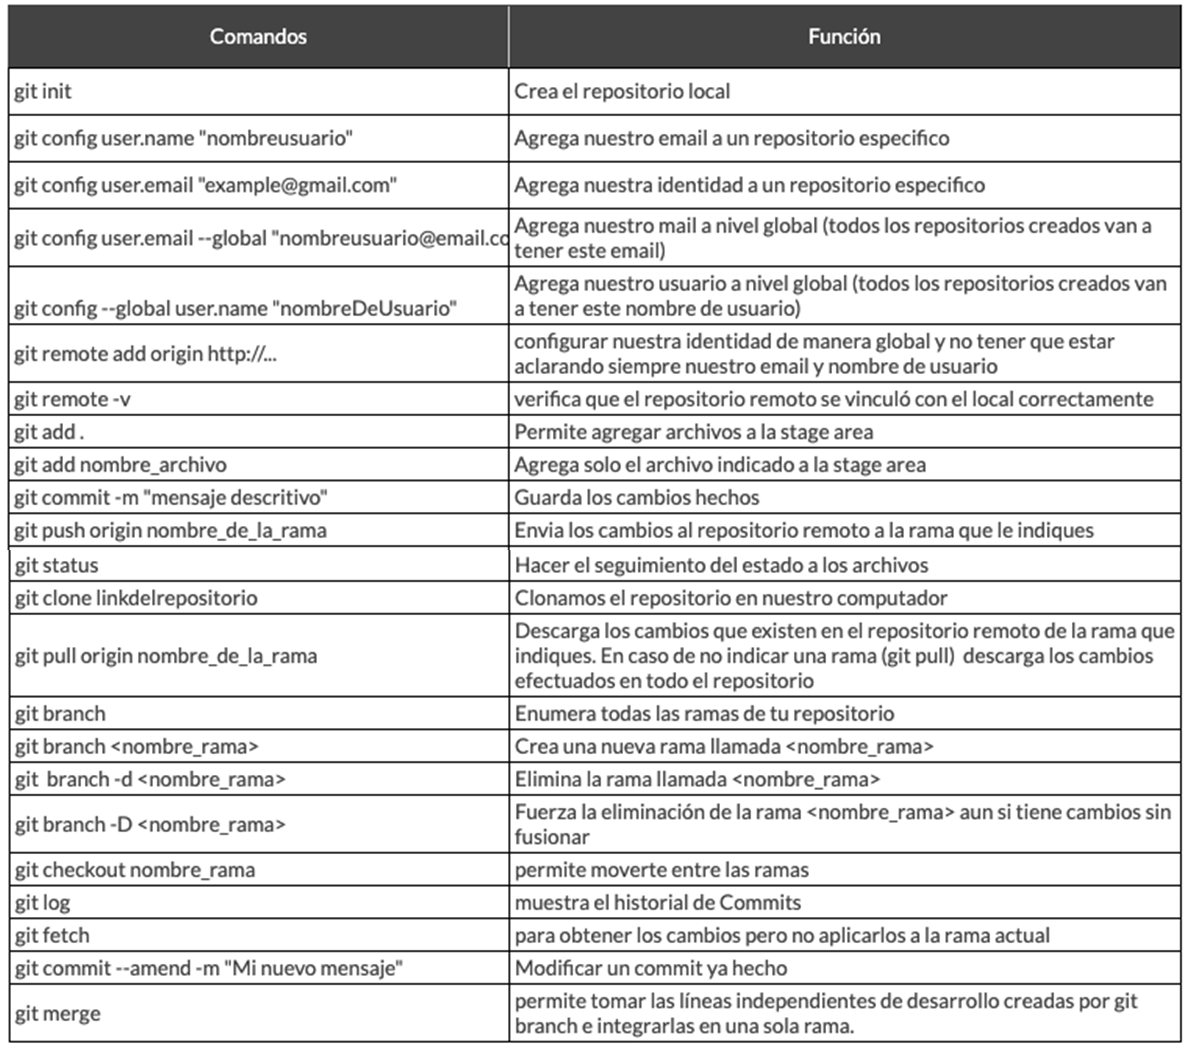 Comandos Función
git init Crea el repositorio local
git config user.name "nombreusuario" Agrega nuestro email a un repositorio especifico
git config user.email "example@gmail.com" Agrega nuestra identidad a un repositorio especifico
git config user.email --global "nombreusuario@email.co Agrega nuestro mail a nivel global (todos los repositorios creados van a
tener este email)
git config --global user.name "nombreDeUsuario" Agrega nuestro usuario a nivel global (todos los repositorios creados van
a tener este nombre de usuario)
git remote add origin http://... configurar nuestra identidad de manera global y no tener que estar
aclarando siempre nuestro email y nombre de usuario
git remote -v verifica que el repositorio remoto se vinculó con el local correctamente
git add . Permite agregar archivos a la stage area
git add nombre_archivo Agrega solo el archivo indicado a la stage area
git commit -m "mensaje descritivo" Guarda los cambios hechos
git push origin nombre_de_la_rama Envia los cambios al repositorio remoto a la rama que le indiques
git status Hacer el seguimiento del estado a los archivos
git clone linkdelrepositorio Clonamos el repositorio en nuestro computador
git pull origin nombre_de_la_rama Descarga los cambios que existen en el repositorio remoto de la rama que
indiques. En caso de no indicar una rama (git pull) descarga los cambios
efectuados en todo el repositorio
git branch Enumera todas las ramas de tu repositorio
git branch <nombre_rama> Crea una nueva rama llamada <nombre_rama>
git branch -d <nombre_rama> Elimina la rama llamada <nombre_rama>
git branch -D <nombre_rama> Fuerza la eliminación de la rama <nombre_rama> aun si tiene cambios sin
fusionar
git checkout nombre_rama permite moverte entre las ramas
git log muestra el historial de Commits
git fetch para obtener los cambios pero no aplicarlos a la rama actual
git commit --amend -m "Mi nuevo mensaje" Modificar un commit ya hecho
git merge permite tomar las líneas independientes de desarrollo creadas por git
branch e integrarlas en una sola rama.